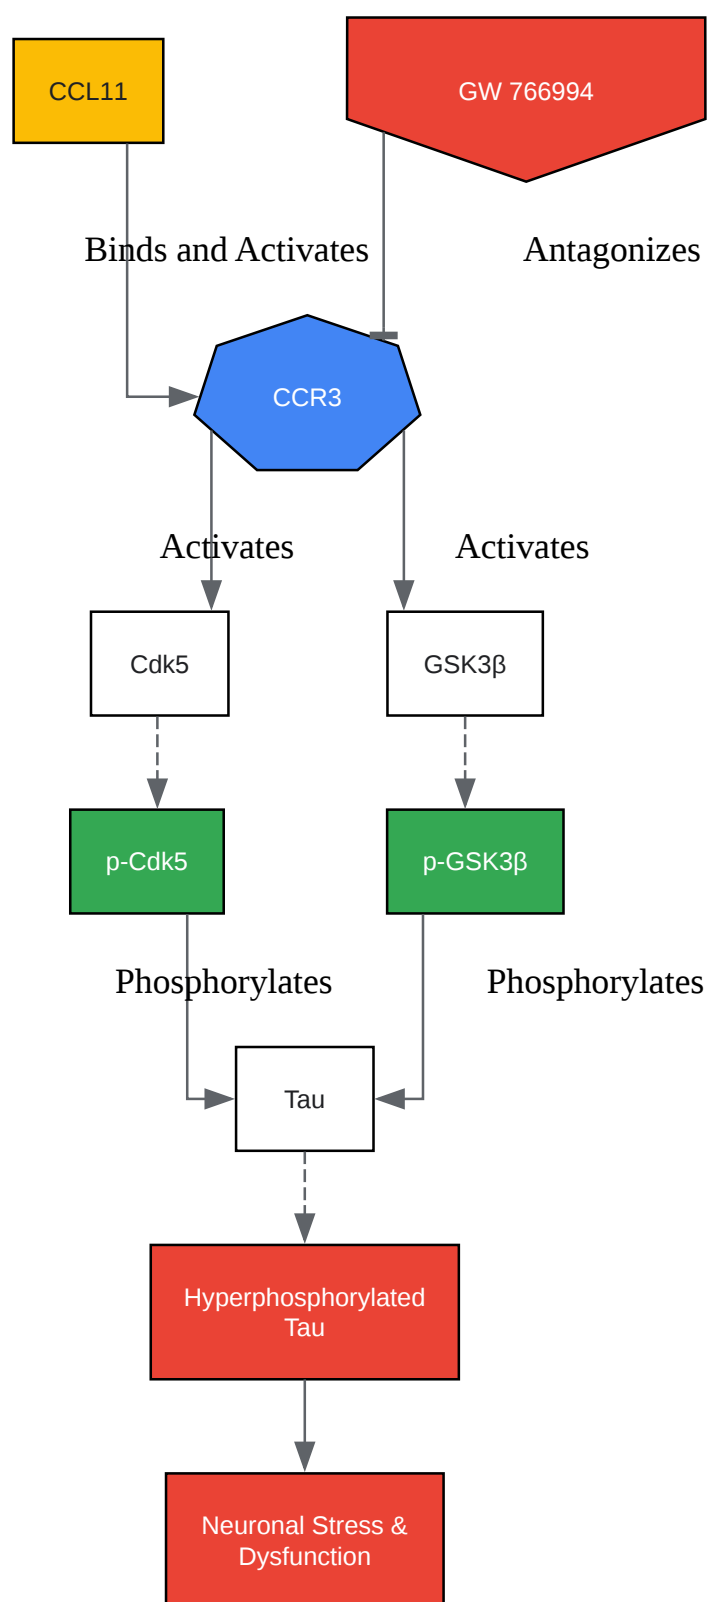 CCL11
GW 766994
Binds and Activates
Antagonizes
CCR3
Activates
Activates
Cdk5
GSK3β
p-Cdk5
p-GSK3β
Phosphorylates
Phosphorylates
Tau
Hyperphosphorylated
Tau
Neuronal Stress &
Dysfunction